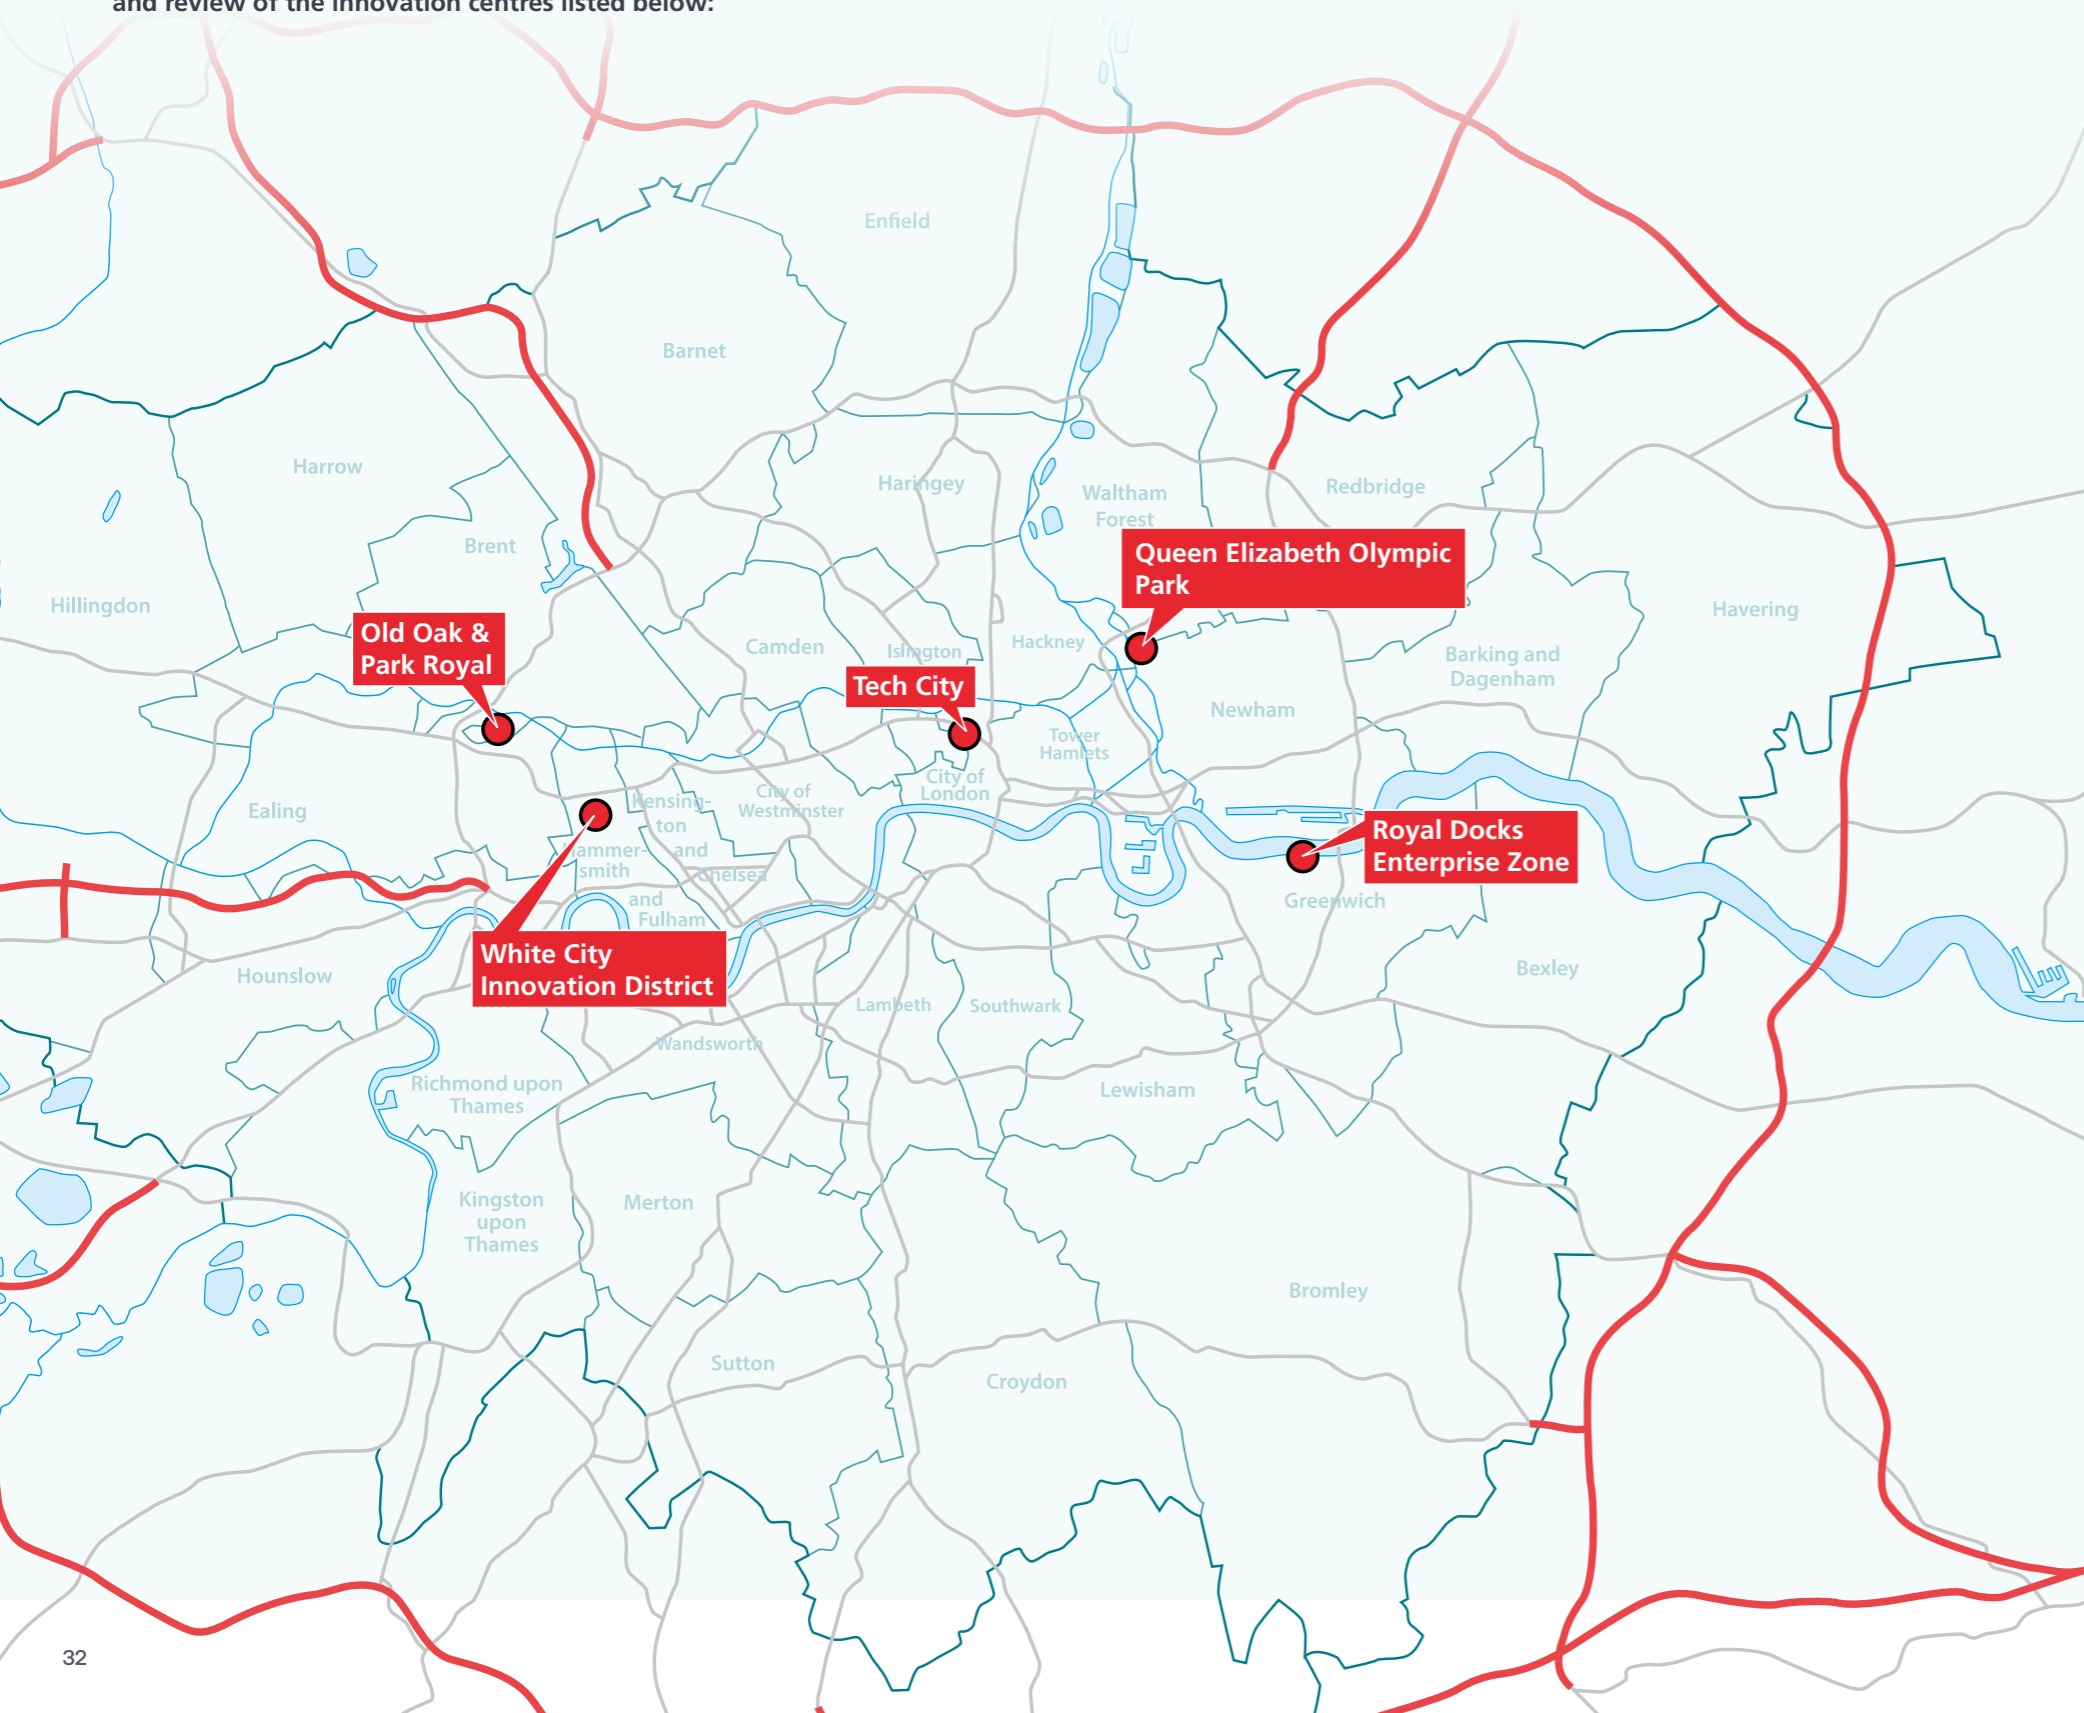 and review of the innovation centres listed below:
Enfield
Barnet
Harrow
Haringey
Waltham
Forest
Redbridge
Brent
Queen Elizabeth Olympic
Park
Hillingdon
Havering
Old Oak &
Park Royal
Camden
Islington
Hackney
Barking and
Dagenham
Tech City
Newham
Tower
Hamlets
City of
London
City of
Westminster
Kensing-
ton
and
Chelsea
Ealing
Hammer-
smith
and
Fulham
Royal Docks
Enterprise Zone
Greenwich
White City
Innovation District
Hounslow
Bexley
Lambeth
Southwark
Wandsworth
Richmond upon
Thames
Lewisham
Kingston
upon
Thames
Merton
Bromley
Sutton
Croydon
32